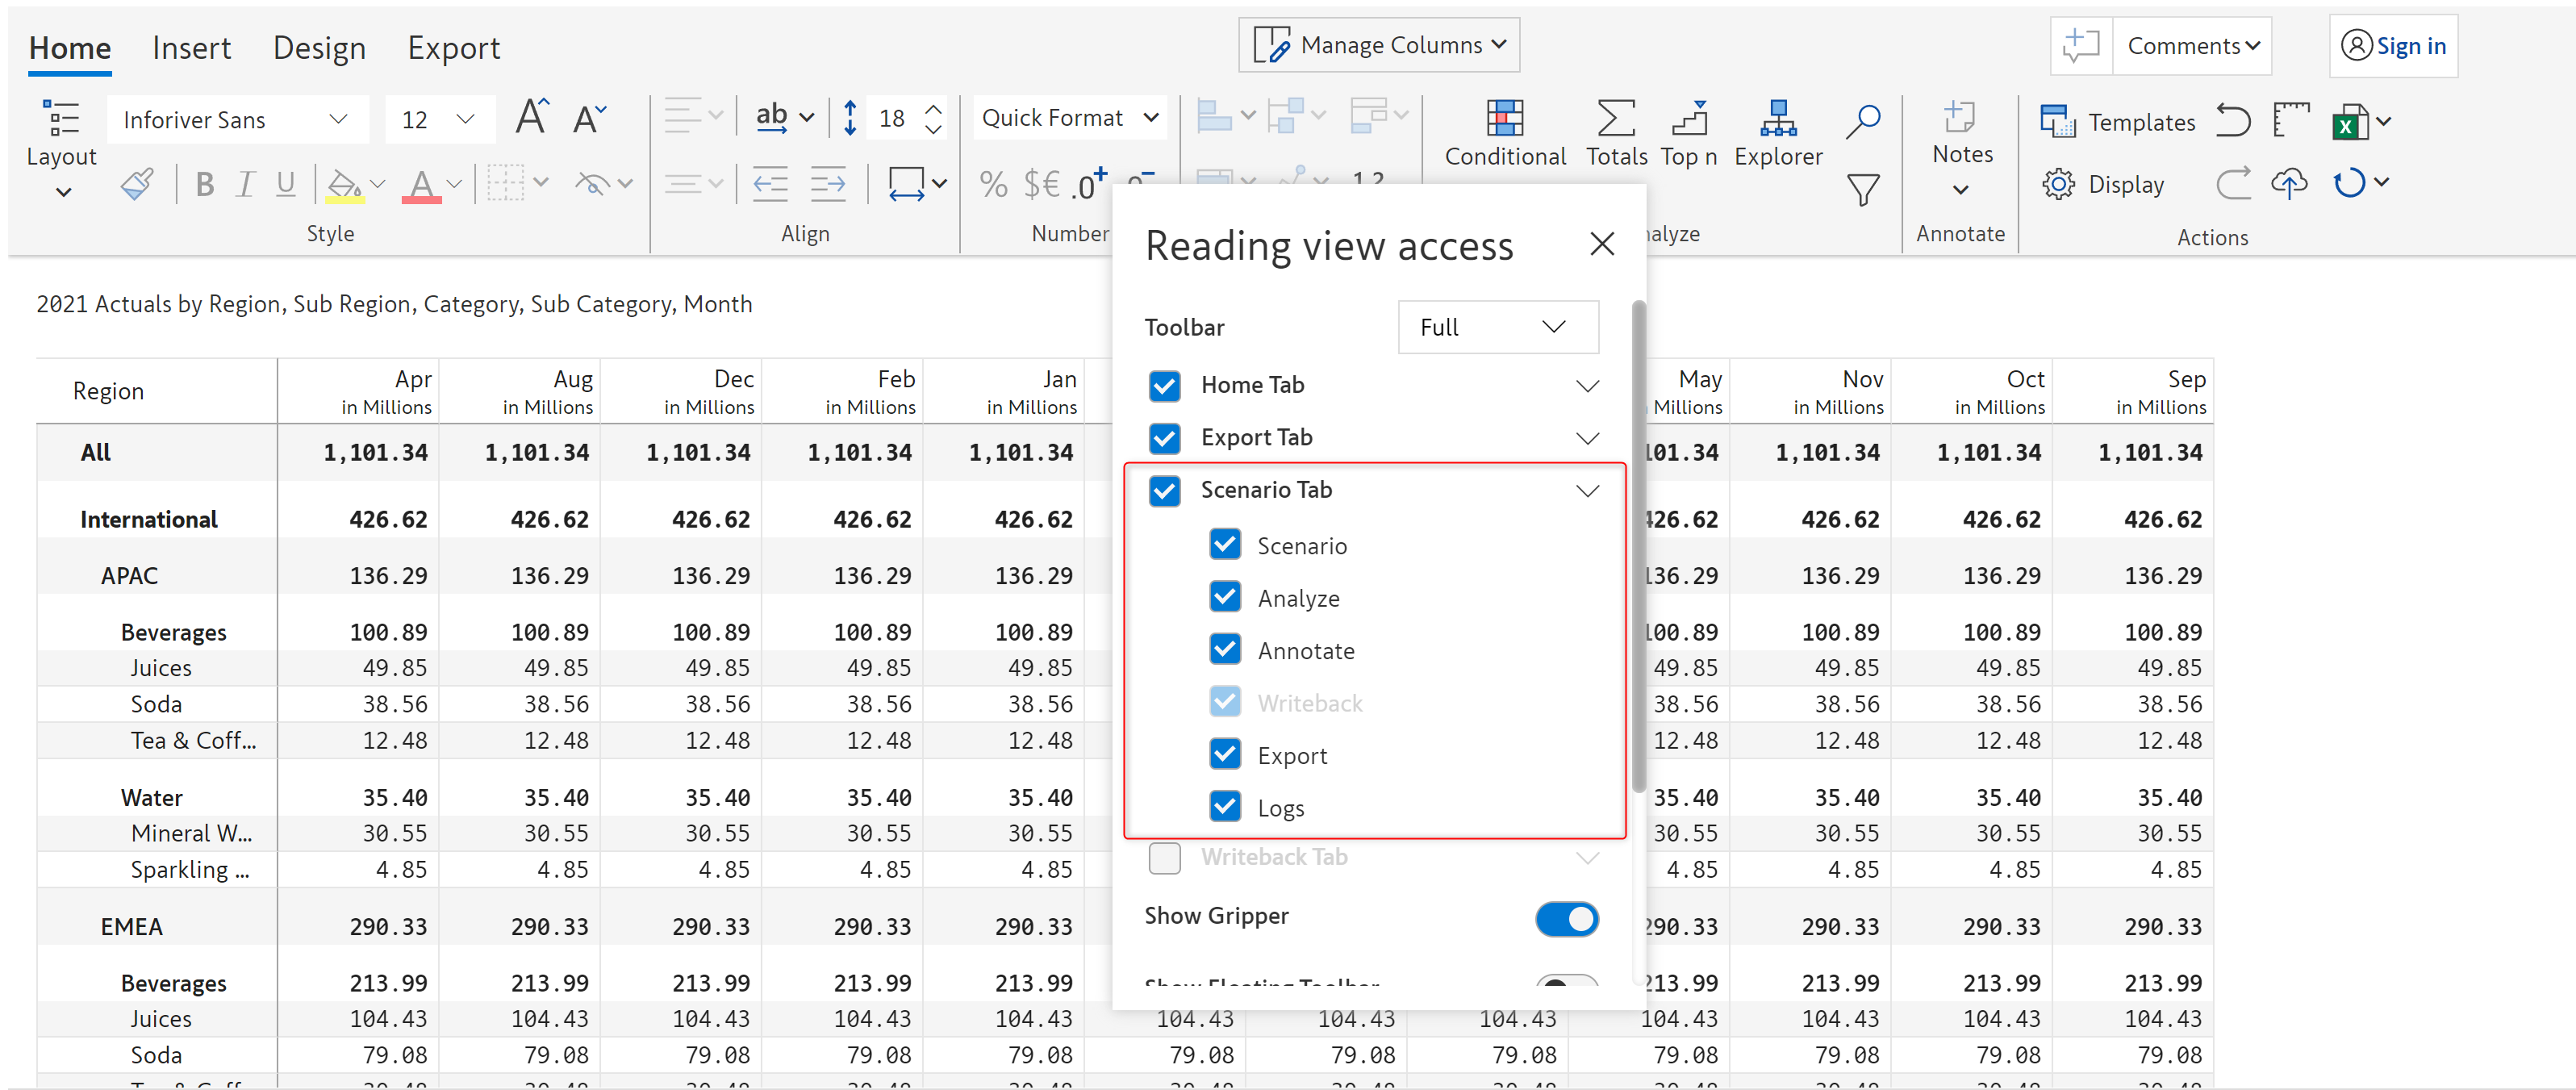 Home Insert Design Export Manage Columns Comments Sign in
Inforiver Sans 12 A A ab 18 Quick Format
Layout Conditional Totals Top n Explorer Notes Templates
B I U A % $€ .0+ Display
Style Align Number Annotate Actions
Reading view access
2021 Actuals by Region, Sub Region, Category, Sub Category, Month
Toolbar Full
Home Tab
Export Tab
Scenario Tab
Scenario
Analyze
Annotate
Writeback
Export
Logs
Writeback Tab
Show Gripper
Show Floating Toolbar
Region Apr Aug Dec Feb Jan May Nov Oct Sep
in Millions in Millions in Millions in Millions in Millions Millions in Millions in Millions in Millions
All 1,101.34 1,101.34 1,101.34 1,101.34 1,101.34 101.34 1,101.34 1,101.34 1,101.34
International 426.62 426.62 426.62 426.62 426.62 426.62 426.62 426.62 426.62
APAC 136.29 136.29 136.29 136.29 136.29 136.29 136.29 136.29 136.29
Beverages 100.89 100.89 100.89 100.89 100.89 100.89 100.89 100.89 100.89
Juices 49.85 49.85 49.85 49.85 49.85 49.85 49.85 49.85 49.85
Soda 38.56 38.56 38.56 38.56 38.56 38.56 38.56 38.56 38.56
Tea & Coff... 12.48 12.48 12.48 12.48 12.48 12.48 12.48 12.48 12.48
Water 35.40 35.40 35.40 35.40 35.40 35.40 35.40 35.40 35.40
Mineral W... 30.55 30.55 30.55 30.55 30.55 30.55 30.55 30.55 30.55
Sparkling ... 4.85 4.85 4.85 4.85 4.85 4.85 4.85 4.85 4.85
EMEA 290.33 290.33 290.33 290.33 290.33 290.33 290.33 290.33 290.33
Beverages 213.99 213.99 213.99 213.99 213.99 213.99 213.99 213.99 213.99
Juices 104.43 104.43 104.43 104.43 104.43 104.43 104.43 104.43 104.43 104.43 104.43 104.43
Soda 79.08 79.08 79.08 79.08 79.08 79.08 79.08 79.08 79.08 79.08 79.08 79.08